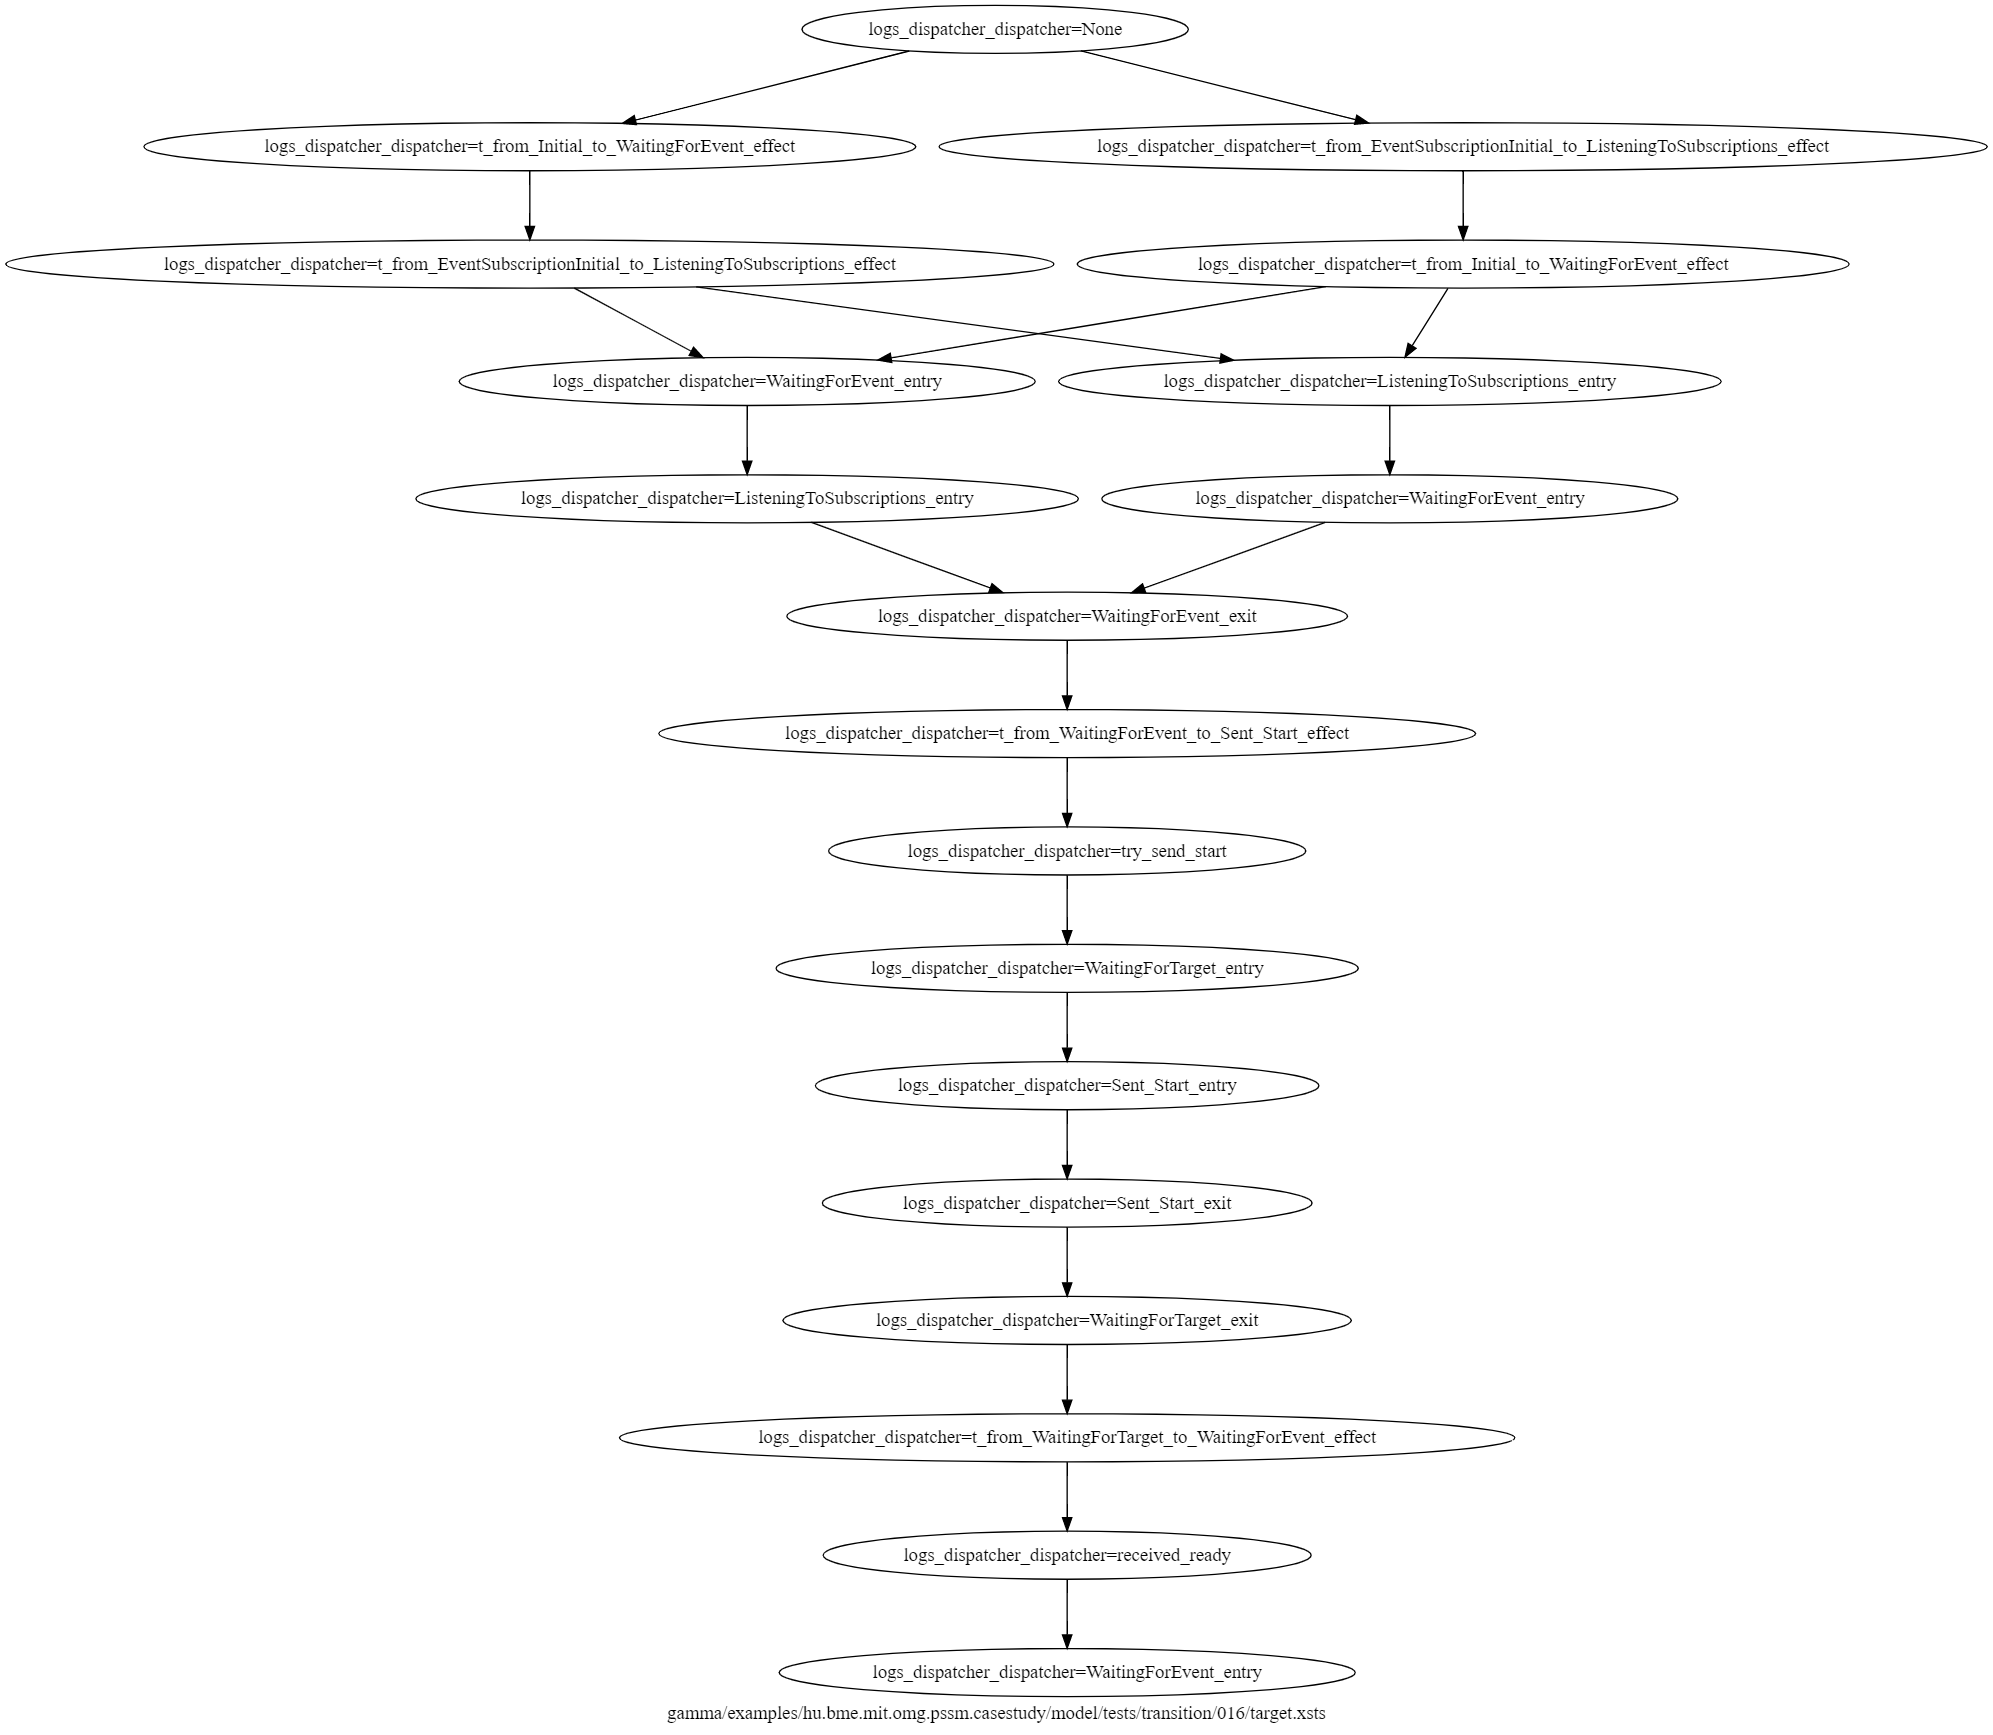 logs_dispatcher_dispatcher=None
logs_dispatcher_dispatcher=t_from_Initial_to_WaitingForEvent_effect
logs_dispatcher_dispatcher=t_from_EventSubscriptionInitial_to_ListeningToSubscriptions_effect
logs_dispatcher_dispatcher=t_from_EventSubscriptionInitial_to_ListeningToSubscriptions_effect
logs_dispatcher_dispatcher=t_from_Initial_to_WaitingForEvent_effect
logs_dispatcher_dispatcher=WaitingForEvent_entry
logs_dispatcher_dispatcher=ListeningToSubscriptions_entry
logs_dispatcher_dispatcher=ListeningToSubscriptions_entry
logs_dispatcher_dispatcher=WaitingForEvent_entry
logs_dispatcher_dispatcher=WaitingForEvent_exit
logs_dispatcher_dispatcher=t_from_WaitingForEvent_to_Sent_Start_effect
logs_dispatcher_dispatcher=try_send_start
logs_dispatcher_dispatcher=WaitingForTarget_entry
logs_dispatcher_dispatcher=Sent_Start_entry
logs_dispatcher_dispatcher=Sent_Start_exit
logs_dispatcher_dispatcher=WaitingForTarget_exit
logs_dispatcher_dispatcher=t_from_WaitingForTarget_to_WaitingForEvent_effect
logs_dispatcher_dispatcher=received_ready
logs_dispatcher_dispatcher=WaitingForEvent_entry
gamma/examples/hu.bme.mit.omg.pssm.casestudy/model/tests/transition/016/target.xsts